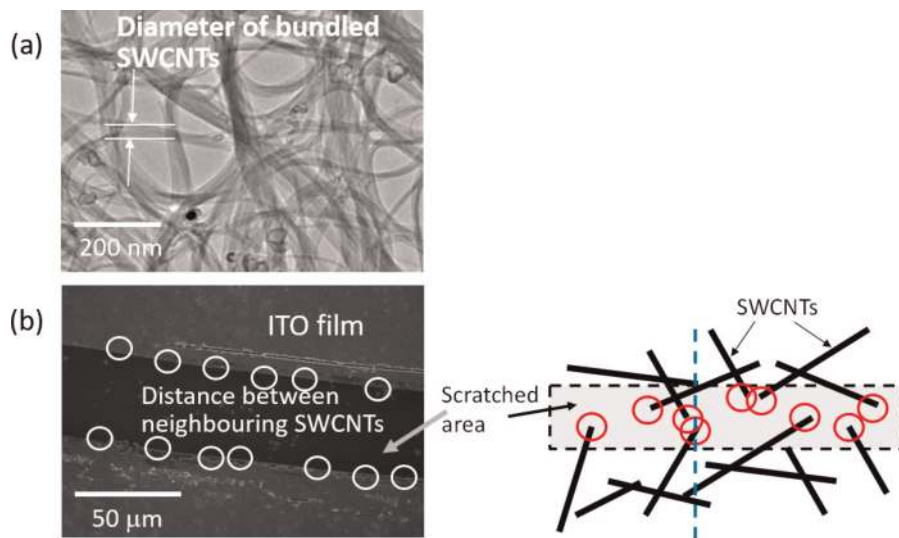 (a)
Diameter of bundled
SWCNTs
200 nm
(b)
ITO film
Distance between
neighbouring SWCNTs
50 μm
SWCNTs
Scratched
area